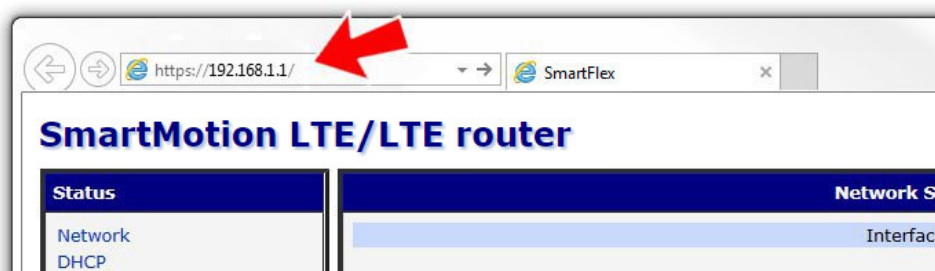 https://192.168.1.1/
SmartFlex
SmartMotion LTE/LTE router
Status
Network S
Network
Interfac
DHCP